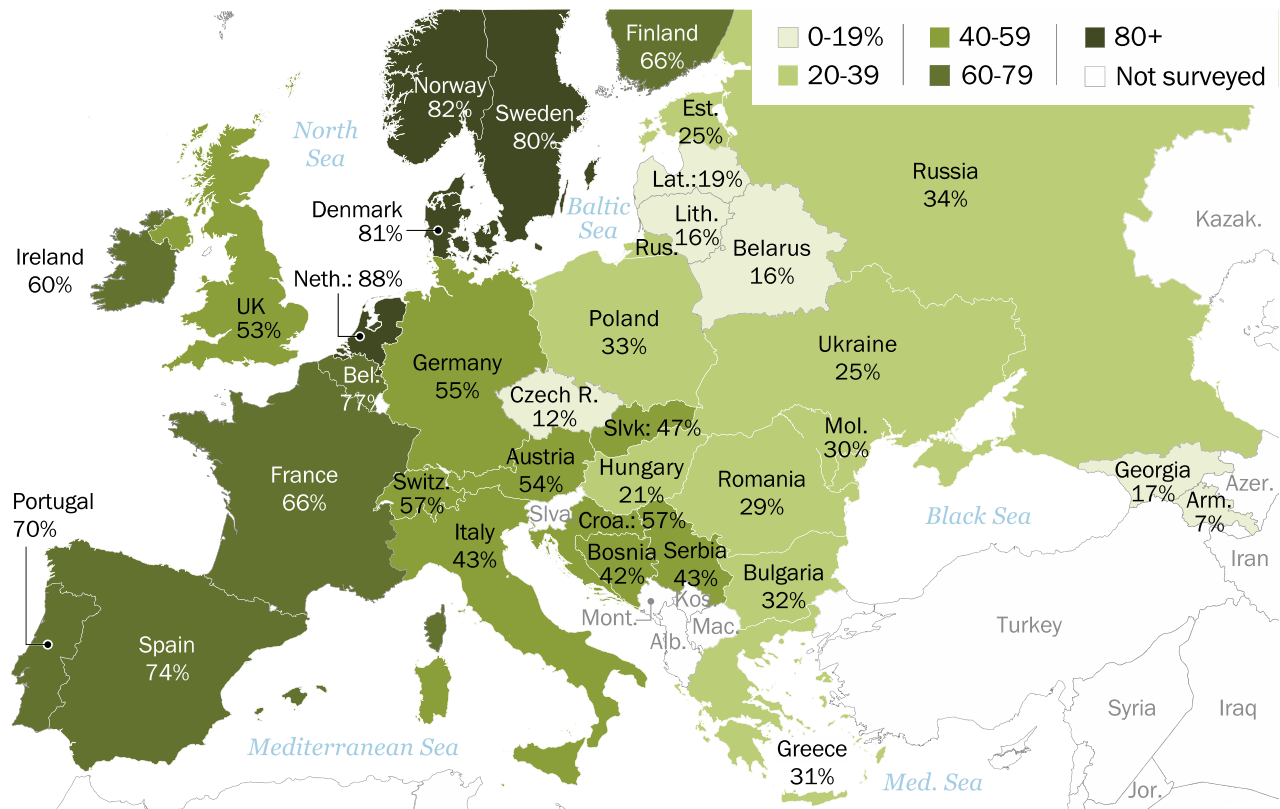 0-19%
20-39
40-59
60-79
80+
Not surveyed
Finland
66%
Norway
82%
Sweden
80%
Est.
25%
North
Sea
Russia
34%
Lat.:19%
Denmark
81%
Baltic
Sea
Lith.
16%
Kazak.
Rus.
Belarus
16%
Ireland
60%
Neth.: 88%
UK
53%
Poland
33%
Ukraine
25%
Germany
55%
Bel.
77%
Czech R.
12%
Slvk: 47%
Mol.
30%
Austria
54%
Hungary
21%
France
66%
Switz.
57%
Romania
29%
Georgia
17%
Azer.
Arm.
7%
Portugal
70%
Slva
Croa.: 57%
Black Sea
Italy
43%
Bosnia
42%
Serbia
43%
Bulgaria
32%
Iran
Kos.
Mont.
Mac.
Alb.
Turkey
Spain
74%
Syria
Iraq
Mediterranean Sea
Greece
31%
Med. Sea
Jor.